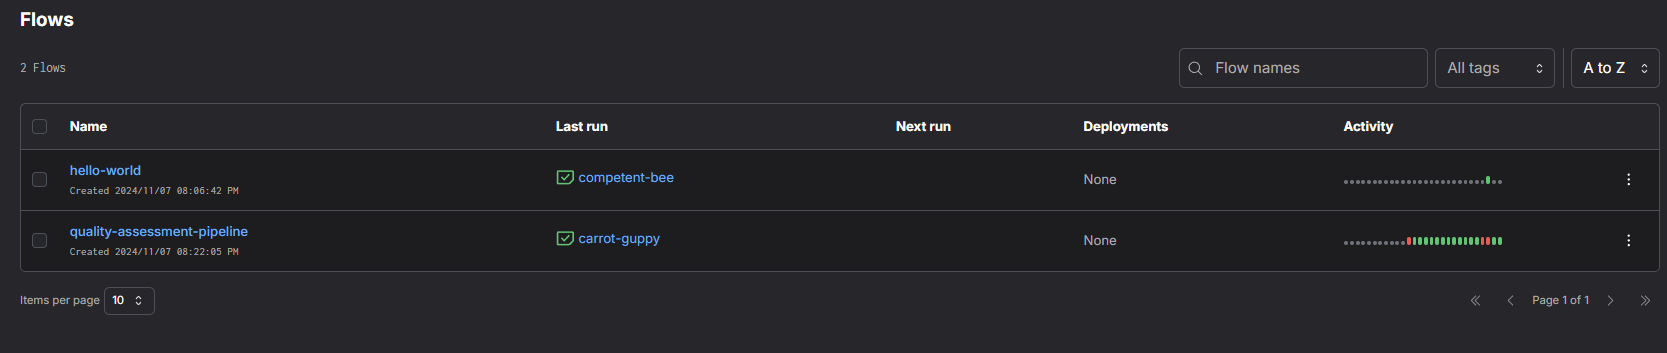 Flows
2 Flows
Flow names
All tags
A to Z
Name Last run Next run Deployments Activity
hello-world competent-bee None
Created 2024/11/07 08:06:42 PM
quality-assessment-pipeline carrot-guppy None
Created 2024/11/07 08:22:05 PM
Items per page 10 Page 1 of 1